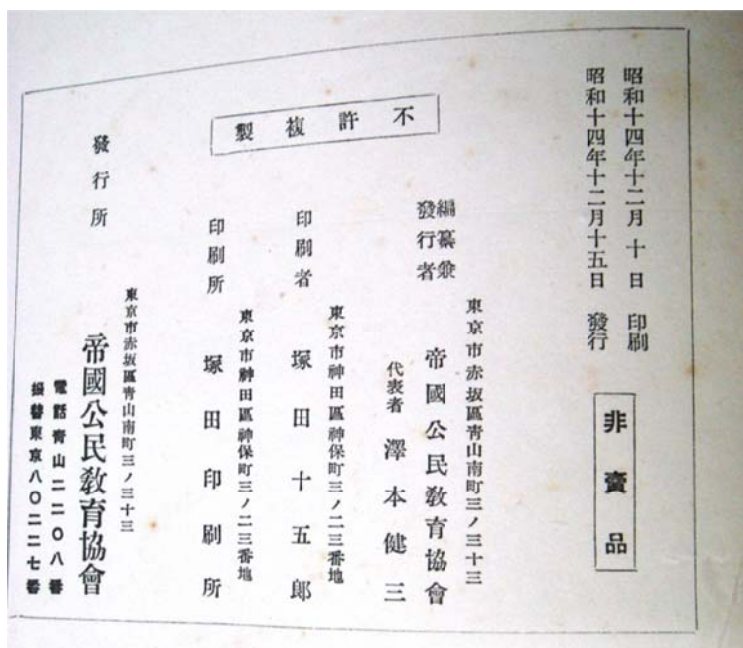 昭和十四年十二月十日 印刷
昭和十四年十二月十五日 發行
非賣品
不許複製
東京市赤坂區青山南町三ノ三十三
編纂兼
發行者
帝國公民教育協會
代表者 澤本健三
東京市神田區神保町三ノ二三番地
印刷者 塚田十五郎
東京市神田區神保町三ノ二三番地
印刷所 塚田印刷所
發行所
東京市赤坂區青山南町三ノ三十三
帝國公民教育協會
電話青山二二〇八番
振替東京八〇二二七番